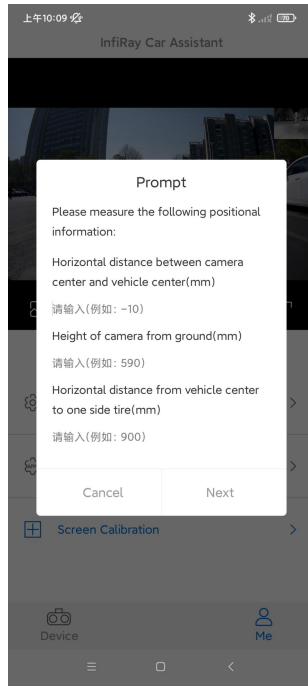 上午10:09
70
InfiRay Car Assistant
Prompt
Please measure the following positional
information:
Horizontal distance between camera
center and vehicle center(mm)
请输入(例如: -10)
Height of camera from ground(mm)
请输入(例如: 590)
Horizontal distance from vehicle center
to one side tire(mm)
请输入(例如: 900)
Cancel
Next
Screen Calibration
Device
Me